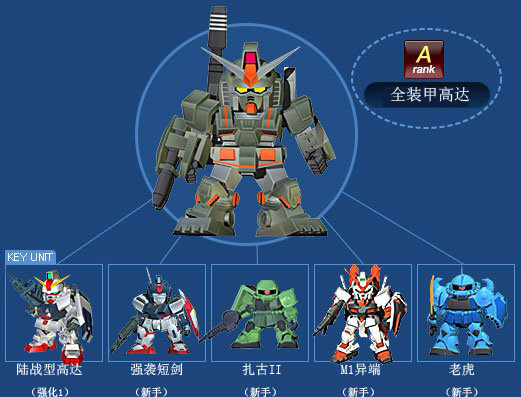 A
rank
全装甲高达
KEY UNIT
陆战型高达 强袭短剑 扎古II M1异端 老虎
(强化1) (新手) (新手) (新手) (新手)